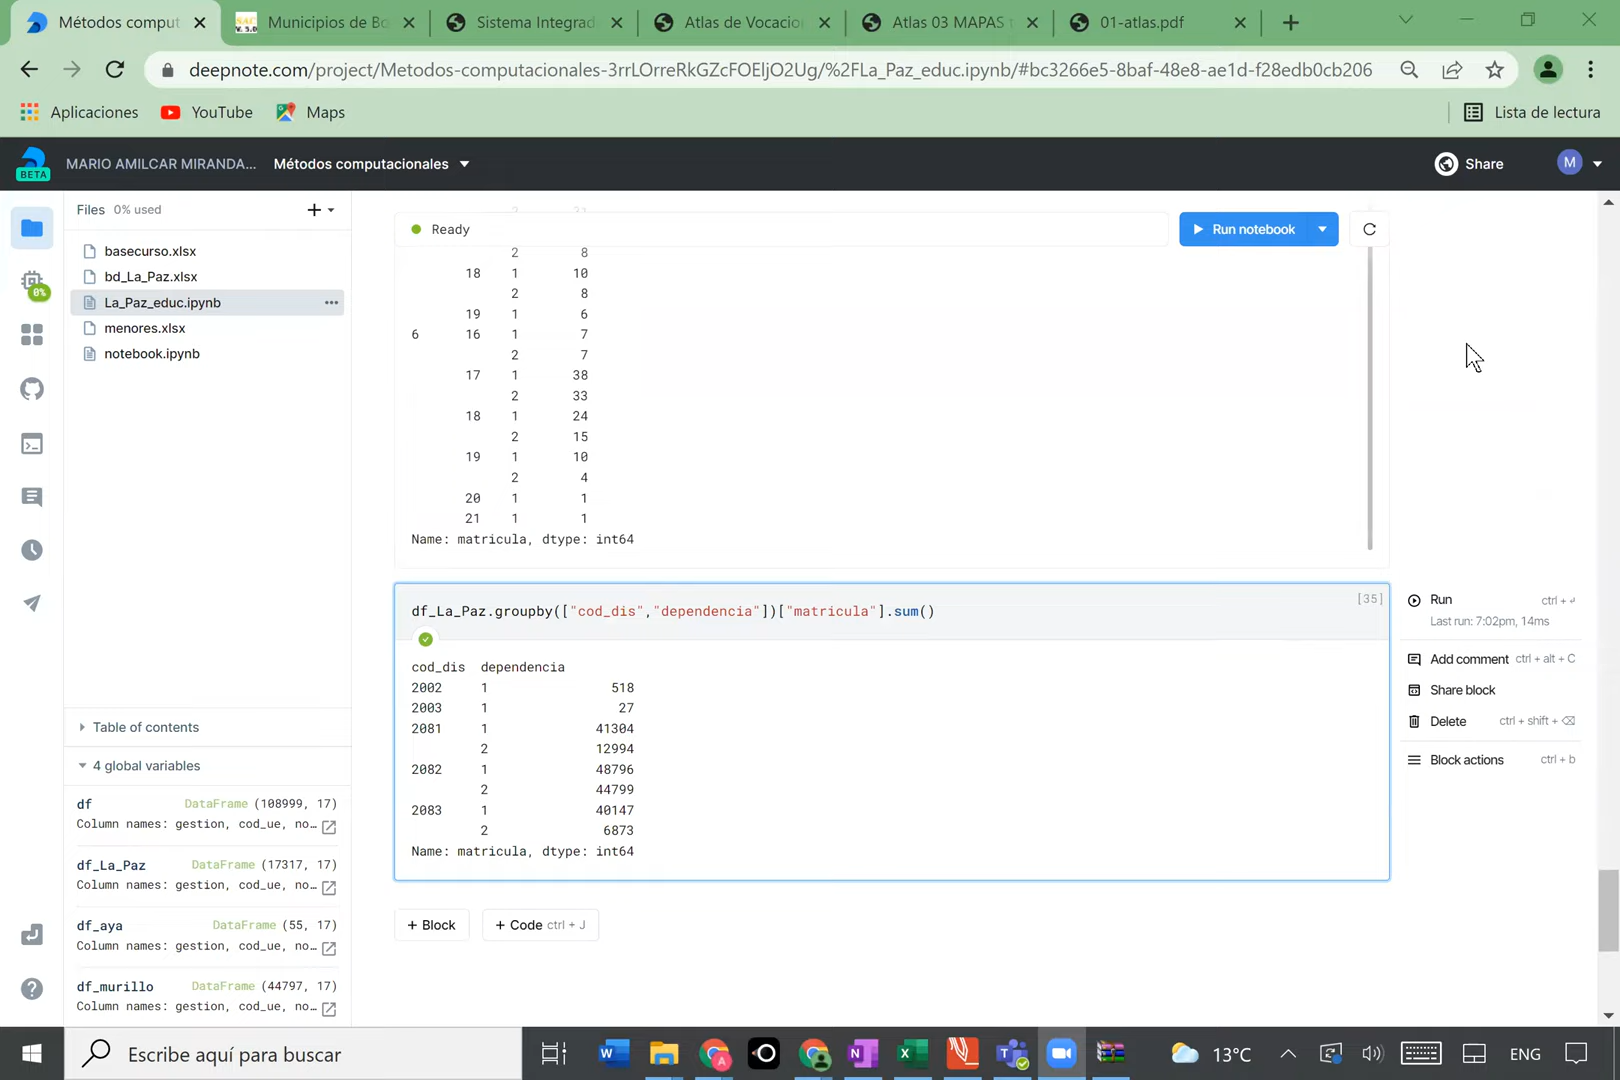 Métodos comput
Municipios de Bo
Sistema Integrad
Atlas de Vocacio
Atlas 03 MAPAS t
01-atlas.pdf
deepnote.com/project/Metodos-computacionales-3rrLOrreRkGZcFOEljO2Ug/%2FLa_Paz_educ.ipynb/#bc3266e5-8baf-48e8-ae1d-f28edb0cb206
Aplicaciones
YouTube
Maps
Lista de lectura
BETA
MARIO AMILCAR MIRANDA...
Métodos computacionales
Share
M
Files 0% used
basecurso.xlsx
bd_La_Paz.xlsx
La_Paz_educ.ipynb
menores.xlsx
notebook.ipynb
0%
Table of contents
4 global variables
df DataFrame (108999, 17)
Column names: gestion, cod_ue, no…
df_La_Paz DataFrame (17317, 17)
Column names: gestion, cod_ue, no…
df_aya DataFrame (55, 17)
Column names: gestion, cod_ue, no…
df_murillo DataFrame (44797, 17)
Column names: gestion, cod_ue, no…
Ready
Run notebook
2 8
18 1 10
2 8
19 1 6
6 16 1 7
2 7
17 1 38
2 33
18 1 24
2 15
19 1 10
2 4
20 1 1
21 1 1
Name: matricula, dtype: int64
df_La_Paz.groupby(["cod_dis","dependencia"])["matricula"].sum()
[35]
cod_dis dependencia
2002 1 518
2003 1 27
2081 1 41304
2 12994
2082 1 48796
2 44799
2083 1 40147
2 6873
Name: matricula, dtype: int64
+ Block
+ Code ctrl + J
Run ctrl + ↵
Last run: 7:02pm, 14ms
Add comment ctrl + alt + C
Share block
Delete ctrl + shift + ⌫
Block actions ctrl + b
Escribe aquí para buscar
13°C
ENG